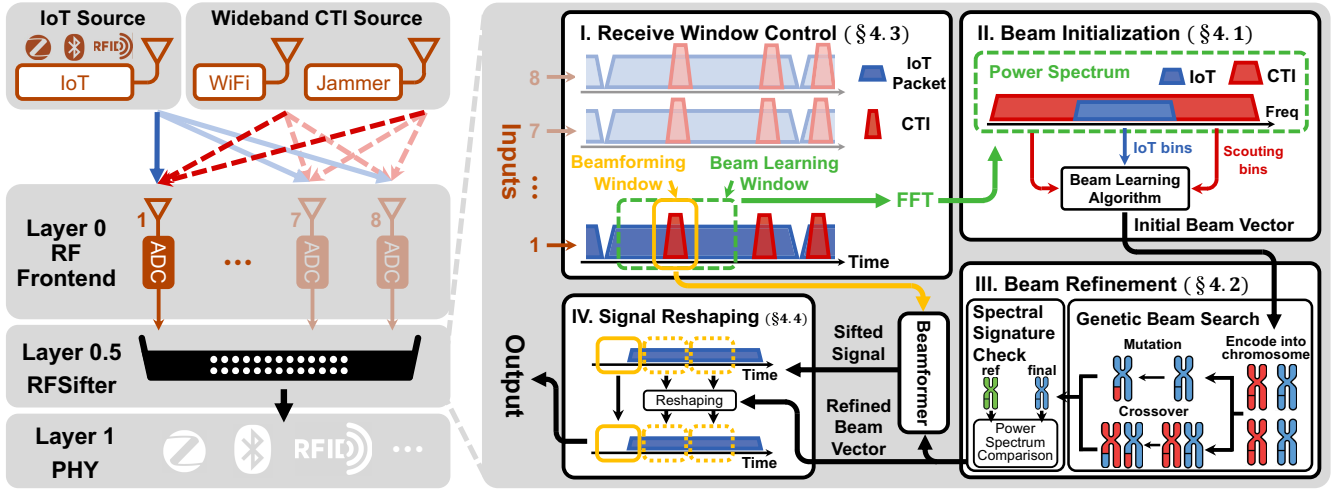 IoT Source
RFID
IoT
Wideband CTI Source
WiFi
Jammer
Layer 0
RF
Frontend
1
ADC
...
7
ADC
8
ADC
Layer 0.5
RFSifter
Layer 1
PHY
RFID
...
I. Receive Window Control (§4.3)
8
7
Inputs
...
1
IoT
Packet
CTI
Beamforming
Window
Beam Learning
Window
FFT
Time
II. Beam Initialization (§4.1)
Power Spectrum
IoT
CTI
Freq
IoT bins
Scouting
bins
Beam Learning
Algorithm
Initial Beam Vector
III. Beam Refinement (§4.2)
Spectral
Signature
Check
ref
final
Power
Spectrum
Comparison
Genetic Beam Search
Mutation
Encode into
chromosome
Crossover
Beamformer
Sifted
Signal
Refined
Beam
Vector
IV. Signal Reshaping (§4.4)
Time
Reshaping
Time
Output